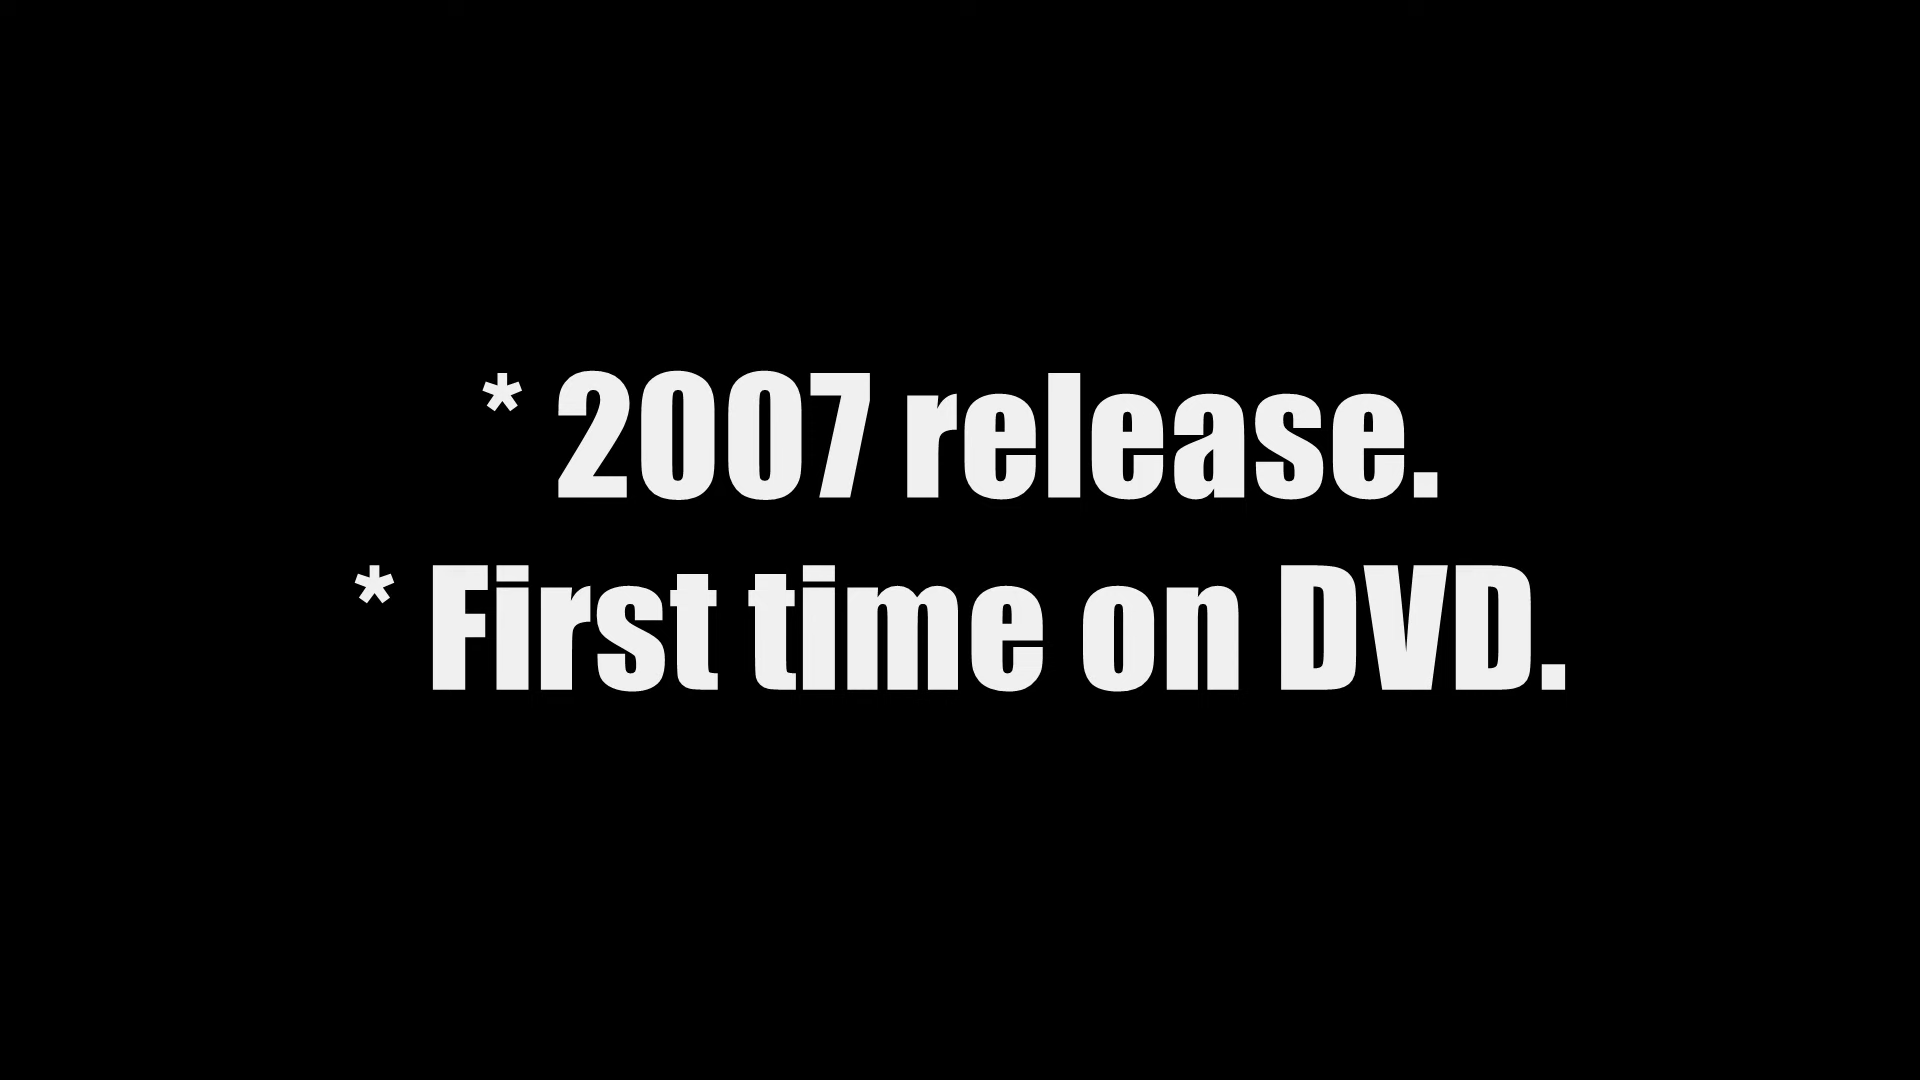 * 2007 release.
* First time on DVD.